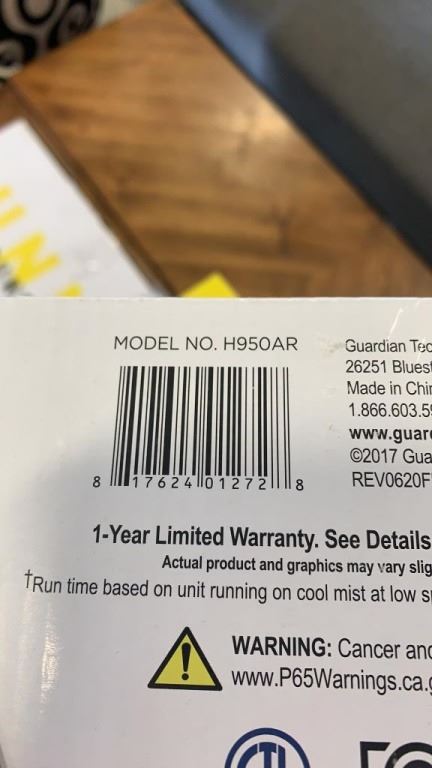 UN
MODEL NO. H950AR
8 17624 01272 8
Guardian Tec
26251 Bluest
Made in Chin
1.866.603.59
www.guard
©2017 Gua
REV0620F
1-Year Limited Warranty. See Details
Actual product and graphics may vary slig
†Run time based on unit running on cool mist at low s
WARNING: Cancer and
www.P65Warnings.ca.g